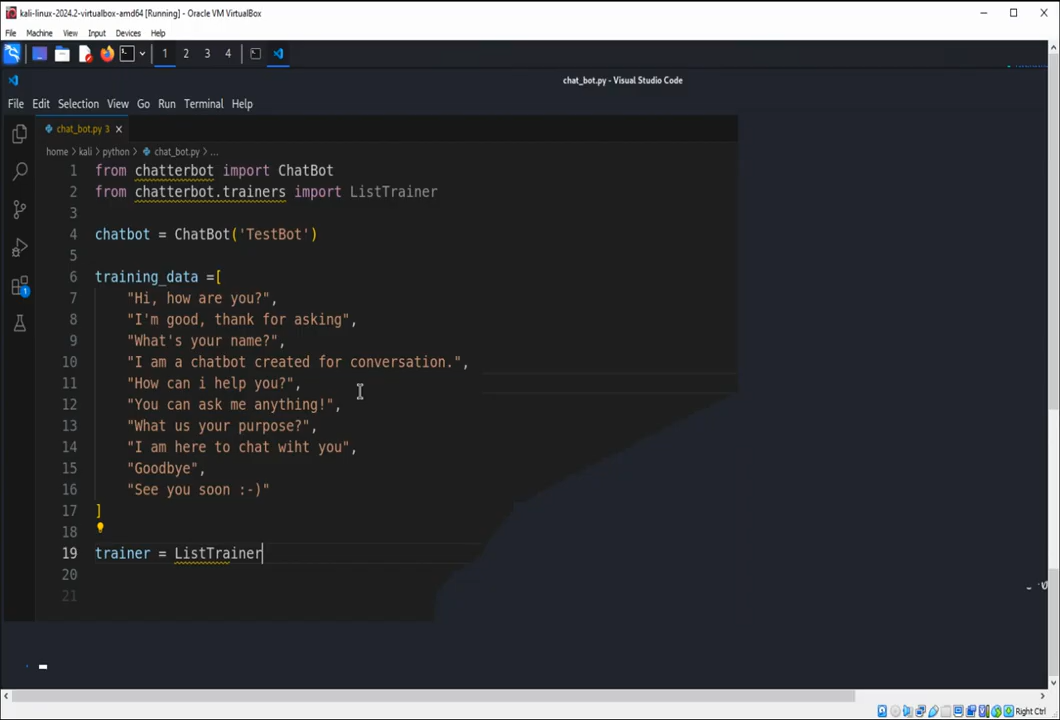 kali-linux-2024.2-virtualbox-amd64 [Running] - Oracle VM VirtualBox
File Machine View Input Devices Help
1 2 3 4
chat_bot.py - Visual Studio Code
File Edit Selection View Go Run Terminal Help
chat_bot.py 3
home > kali > python > chat_bot.py > ...
1 from chatterbot import ChatBot
2 from chatterbot.trainers import ListTrainer
3
4 chatbot = ChatBot('TestBot')
5
6 training_data =[
7 "Hi, how are you?",
8 "I'm good, thank for asking",
9 "What's your name?",
10 "I am a chatbot created for conversation.",
11 "How can i help you?",
12 "You can ask me anything!",
13 "What us your purpose?",
14 "I am here to chat wiht you",
15 "Goodbye",
16 "See you soon :-)"
17 ]
18
19 trainer = ListTrainer
20
21
1
Right Ctrl